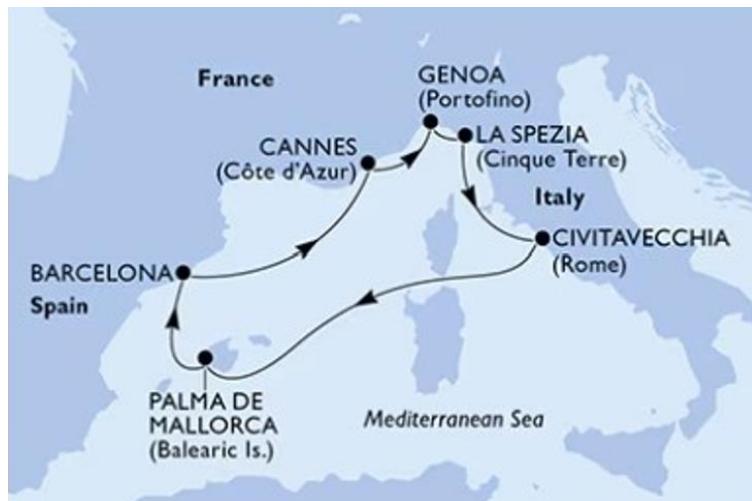 France
GENOA
(Portofino)
CANNES
(Côte d'Azur)
LA SPEZIA
(Cinque Terre)
Italy
CIVITAVECCHIA
(Rome)
BARCELONA
Spain
PALMA DE
MALLORCA
(Balearic Is.)
Mediterranean Sea